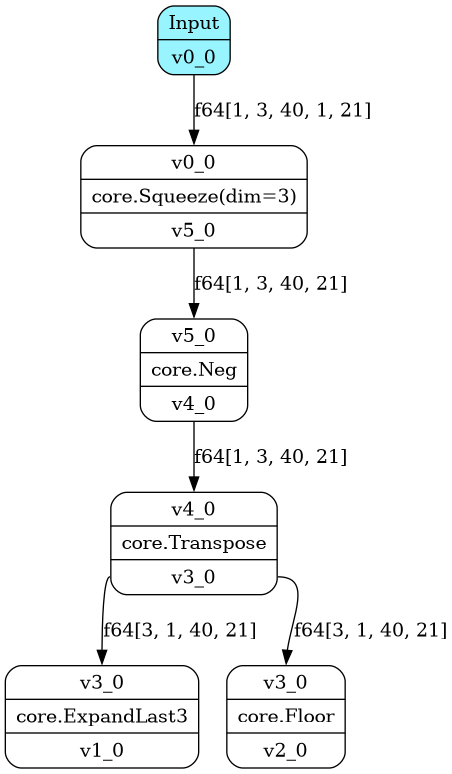 Input
v0_0
f64[1, 3, 40, 1, 21]
v0_0
core.Squeeze(dim=3)
v5_0
f64[1, 3, 40, 21]
v5_0
core.Neg
v4_0
f64[1, 3, 40, 21]
v4_0
core.Transpose
v3_0
f64[3, 1, 40, 21]
f64[3, 1, 40, 21]
v3_0
core.ExpandLast3
v1_0
v3_0
core.Floor
v2_0